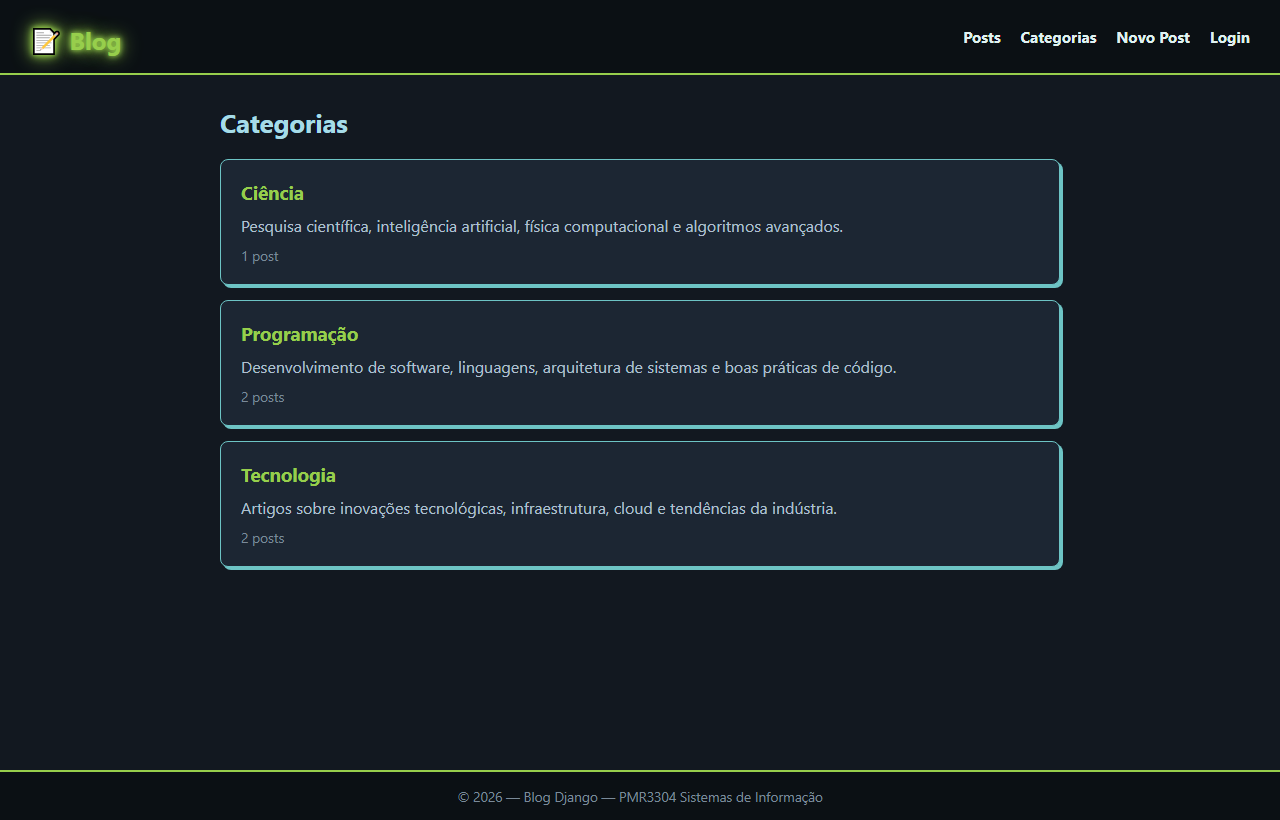 Blog
Posts Categorias Novo Post Login
Categorias
Ciência
Pesquisa científica, inteligência artificial, física computacional e algoritmos avançados.
1 post
Programação
Desenvolvimento de software, linguagens, arquitetura de sistemas e boas práticas de código.
2 posts
Tecnologia
Artigos sobre inovações tecnológicas, infraestrutura, cloud e tendências da indústria.
2 posts
© 2026 — Blog Django — PMR3304 Sistemas de Informação